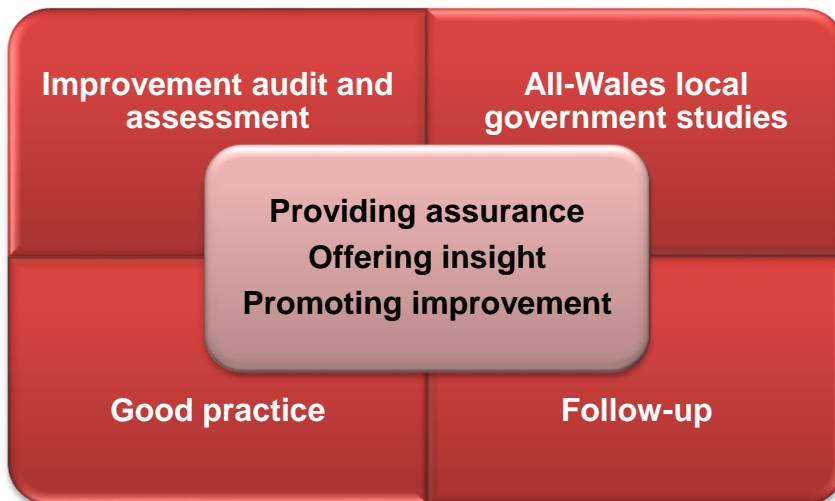 Improvement audit and
assessment
All-Wales local
government studies
Providing assurance
Offering insight
Promoting improvement
Good practice
Follow-up